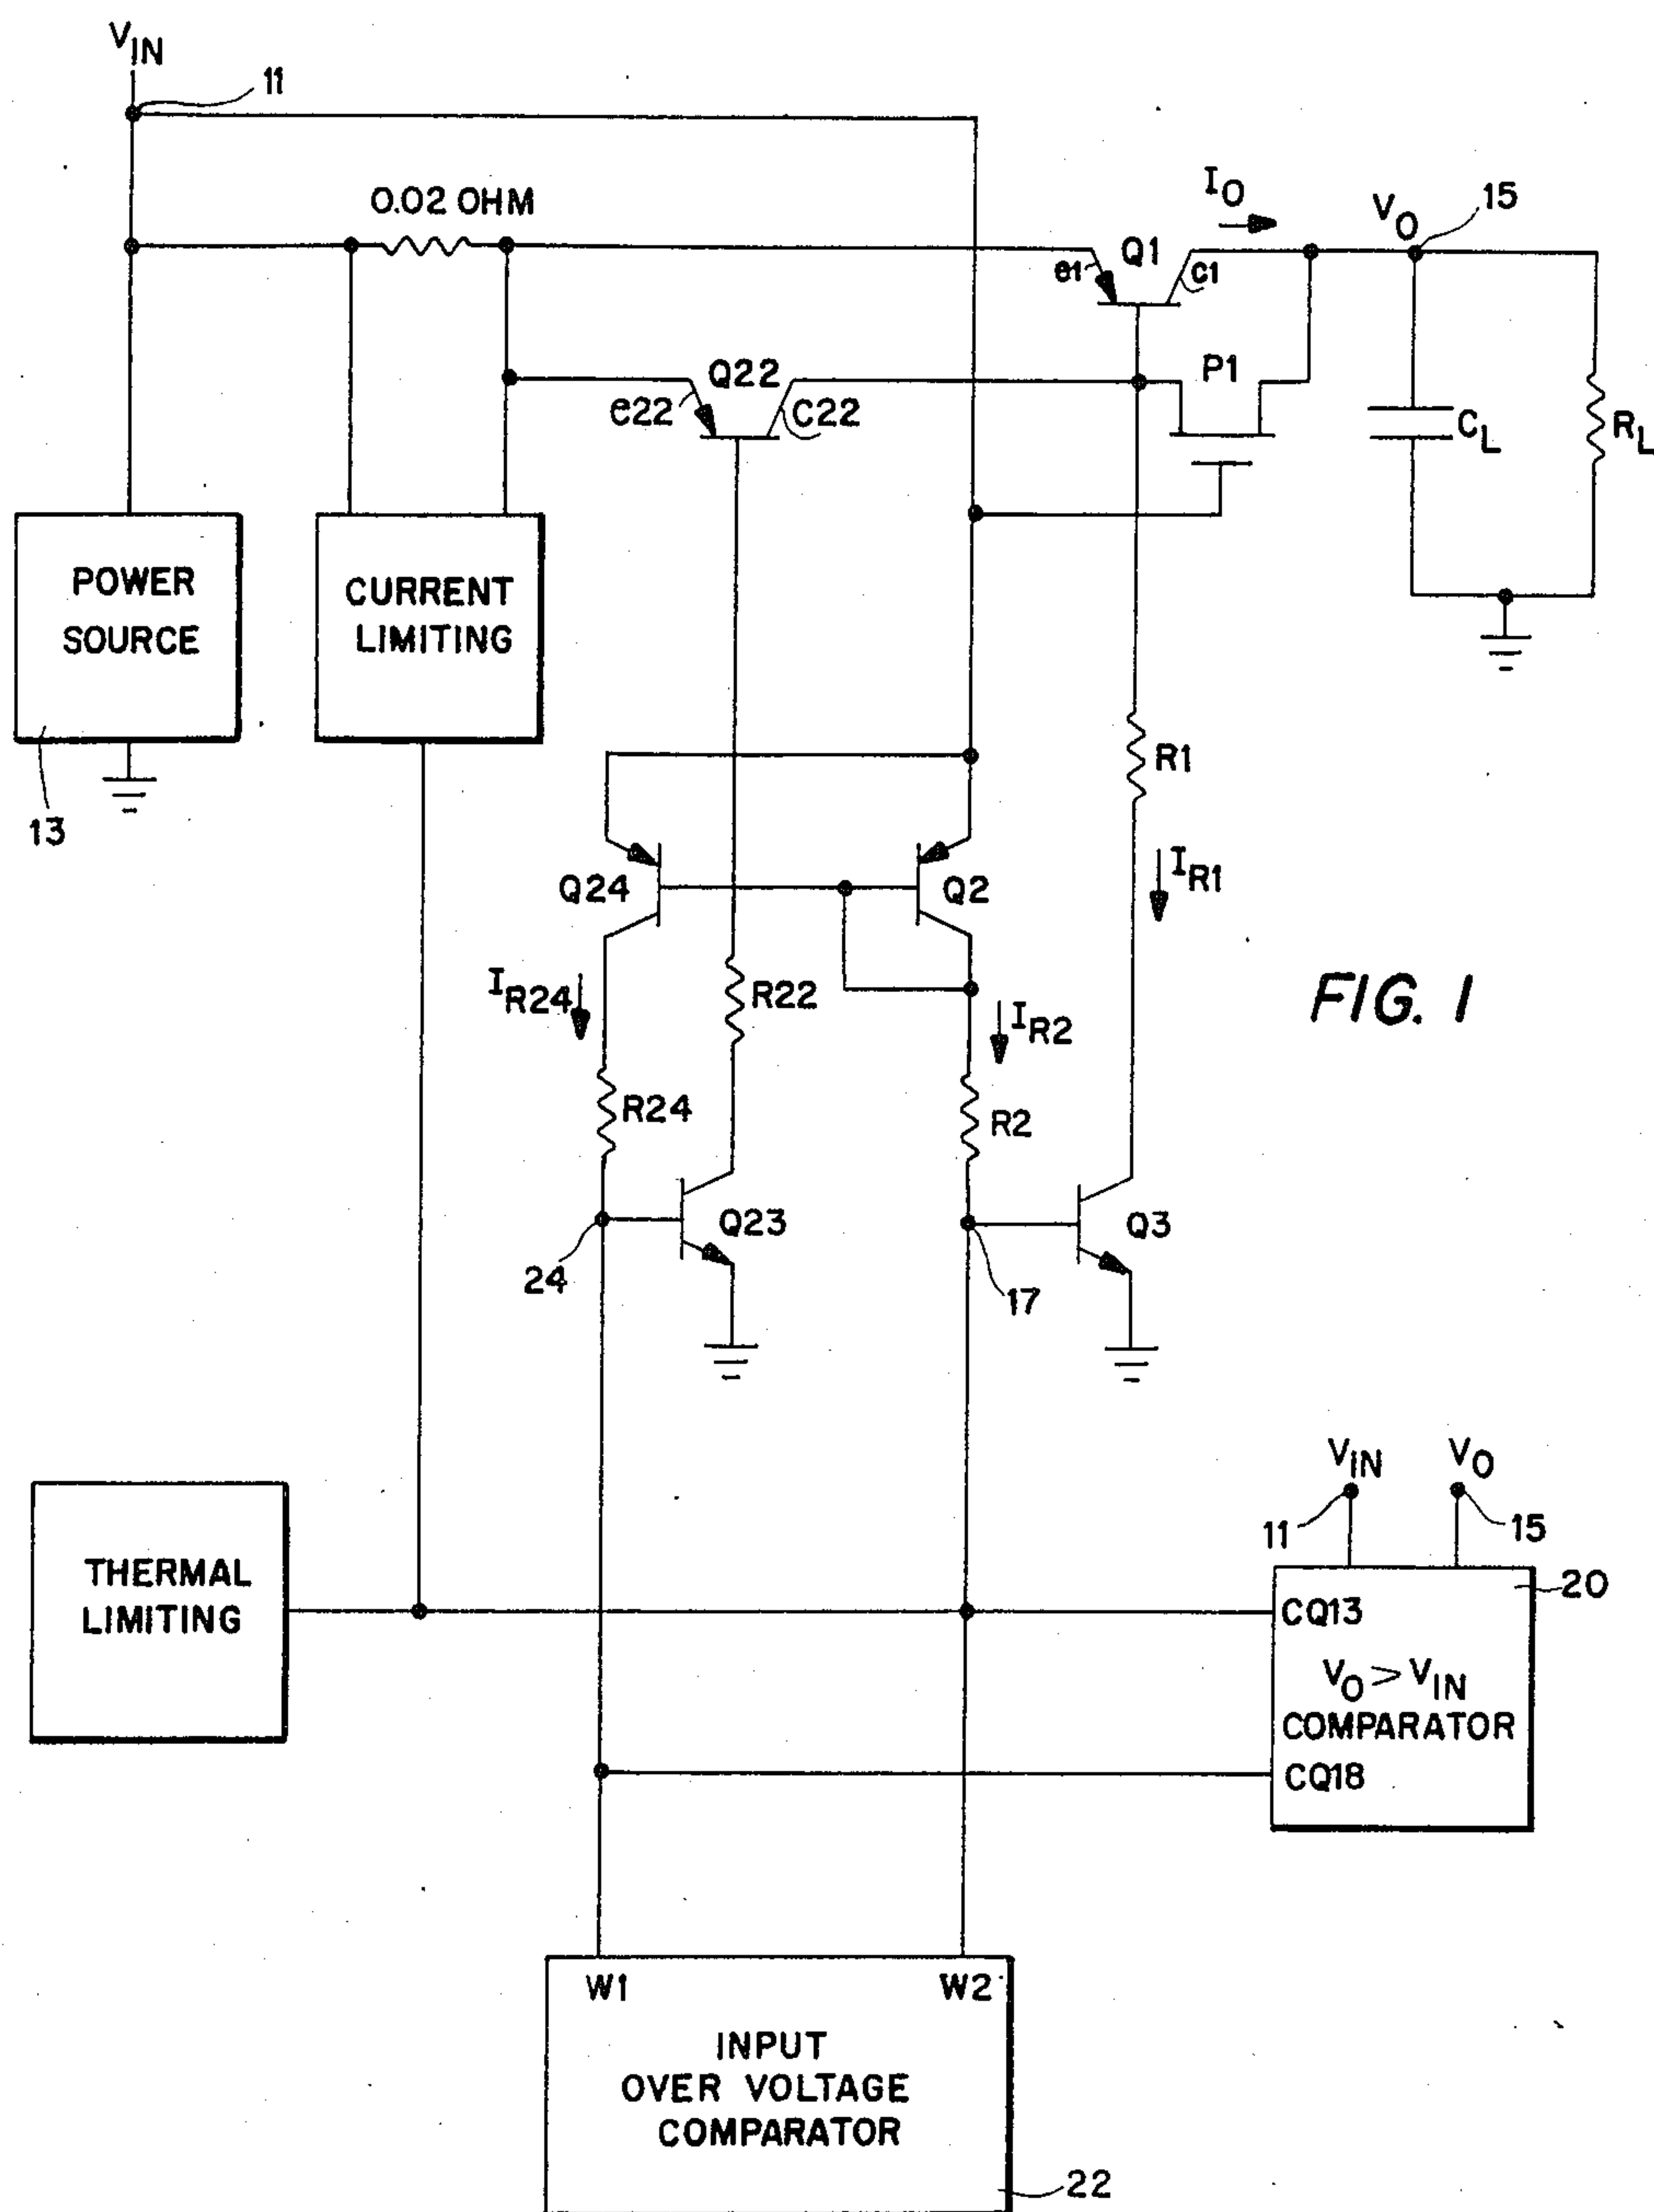 VIN
11
0.02 OHM
IO
VO
15
e1
Q1
C1
Q22
e22
C22
P1
CL
RL
POWER
SOURCE
13
CURRENT
LIMITING
R1
IR1
Q24
Q2
IR24
R22
IR2
FIG. 1
R24
R2
Q23
Q3
24
17
VIN
VO
11
15
THERMAL
LIMITING
20
CQ13
VO > VIN
COMPARATOR
CQ18
W1
W2
INPUT
OVER VOLTAGE
COMPARATOR
22